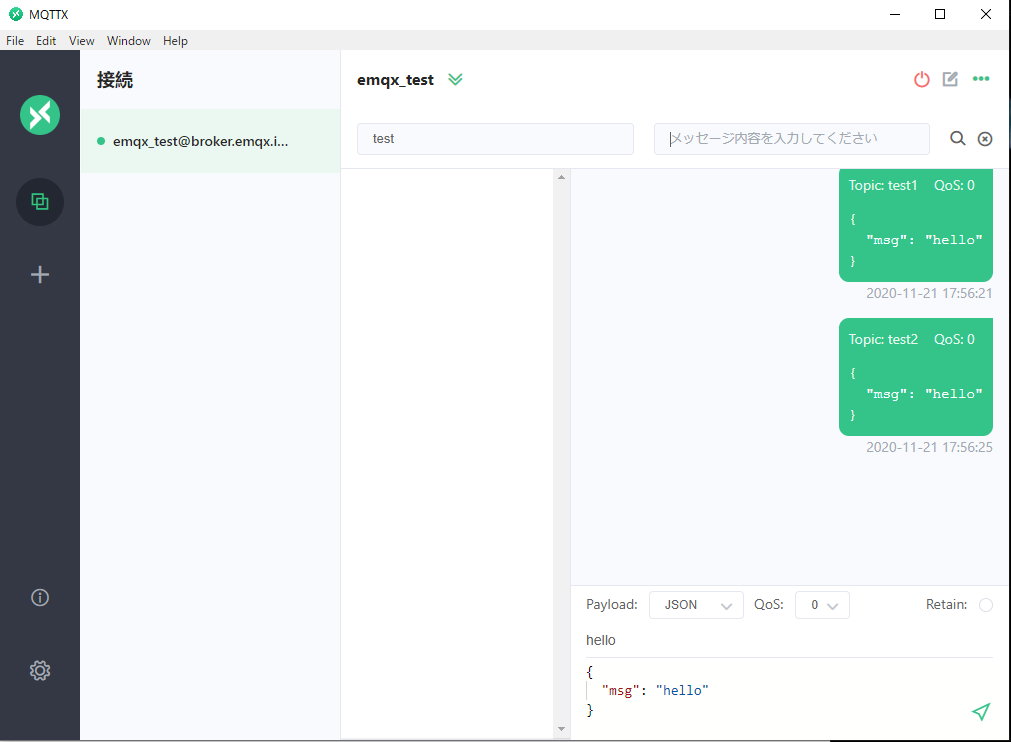 MQTTX
File Edit View Window Help
接続
emqx_test@broker.emqx.i...
emqx_test
test
メッセージ内容を入力してください
Topic: test1 QoS: 0
{
"msg": "hello"
}
2020-11-21 17:56:21
Topic: test2 QoS: 0
{
"msg": "hello"
}
2020-11-21 17:56:25
Payload: JSON QoS: 0 Retain:
hello
{
"msg": "hello"
}